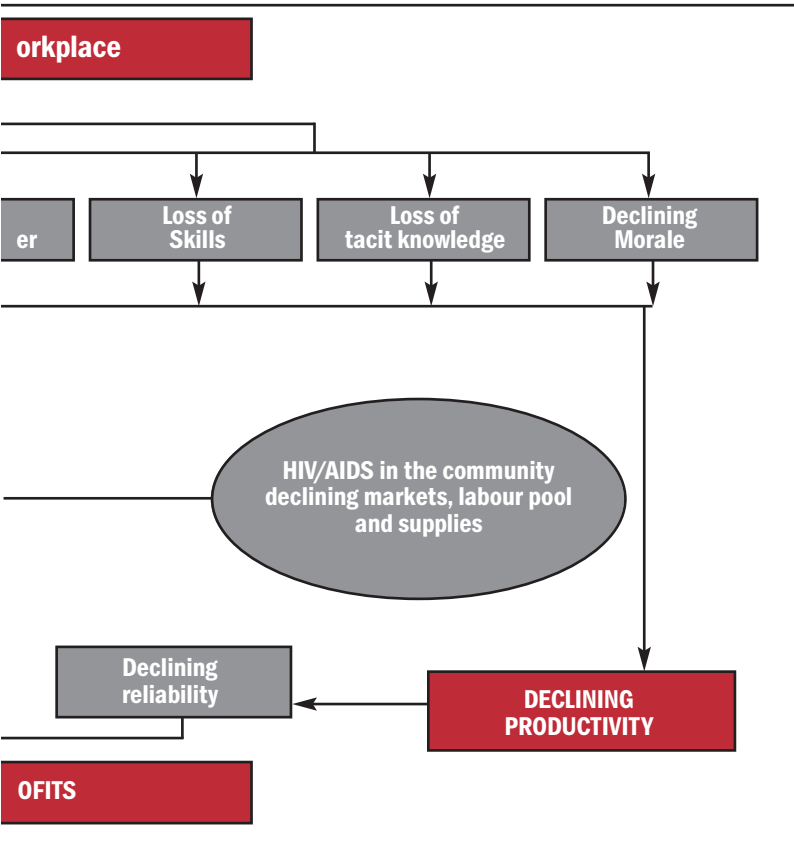 orkplace
er
Loss of
Skills
Loss of
tacit knowledge
Declining
Morale
HIV/AIDS in the community
declining markets, labour pool
and supplies
Declining
reliability
DECLINING
PRODUCTIVITY
OFITS